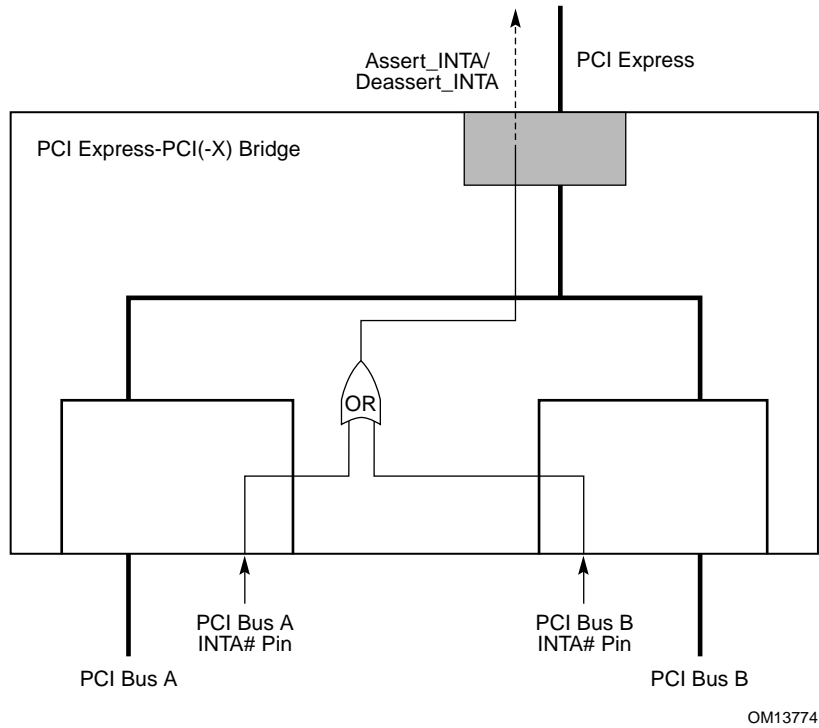 Assert_INTA/
Deassert_INTA
PCI Express
PCI Express-PCI(-X) Bridge
OR
PCI Bus A
INTA# Pin
PCI Bus B
INTA# Pin
PCI Bus A
PCI Bus B
OM13774